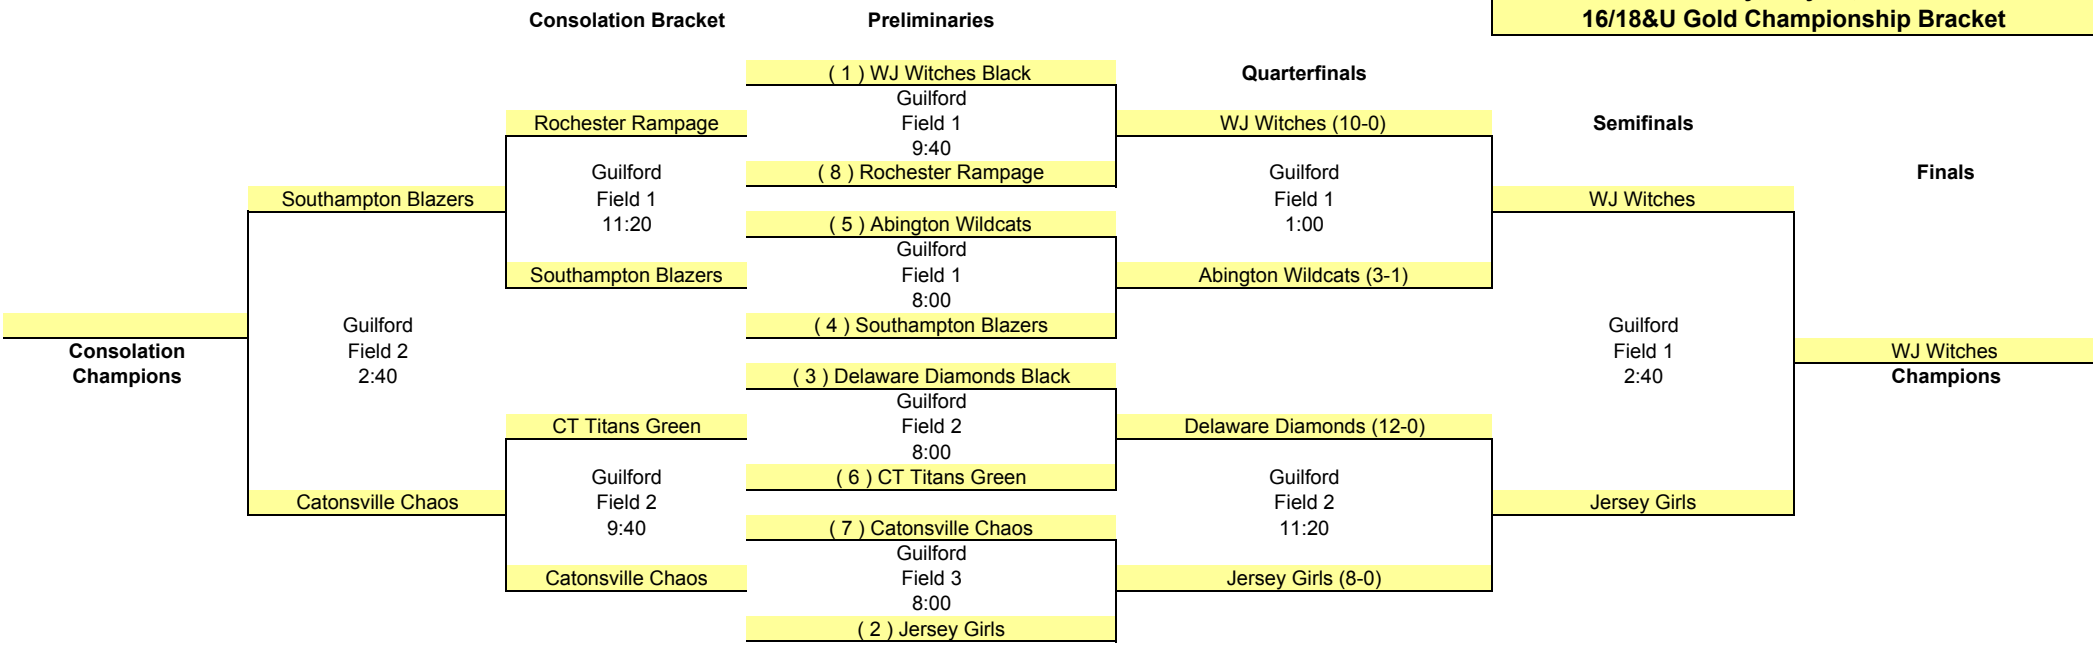 16/18&U Gold Championship Bracket
Consolation Bracket
Preliminaries
( 1 ) WJ Witches Black
Quarterfinals
Guilford
Rochester Rampage
Field 1
WJ Witches (10-0)
Semifinals
9:40
Guilford
( 8 ) Rochester Rampage
Guilford
Finals
Southampton Blazers
Field 1
Field 1
WJ Witches
11:20
( 5 ) Abington Wildcats
1:00
Guilford
Southampton Blazers
Field 1
Abington Wildcats (3-1)
8:00
Guilford
( 4 ) Southampton Blazers
Guilford
Consolation
Field 2
Field 1
WJ Witches
Champions
2:40
( 3 ) Delaware Diamonds Black
2:40
Champions
Guilford
CT Titans Green
Field 2
Delaware Diamonds (12-0)
8:00
Guilford
( 6 ) CT Titans Green
Guilford
Catonsville Chaos
Field 2
Field 2
Jersey Girls
9:40
( 7 ) Catonsville Chaos
11:20
Guilford
Catonsville Chaos
Field 3
Jersey Girls (8-0)
8:00
( 2 ) Jersey Girls